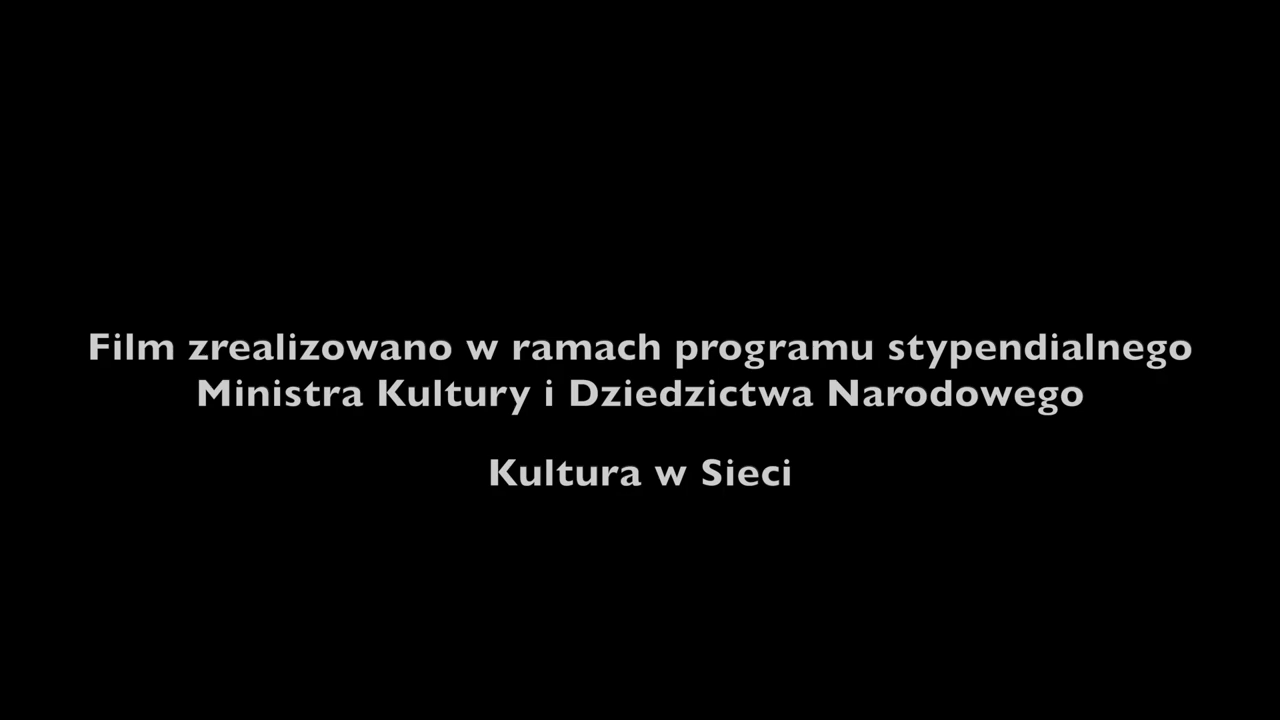 Film zrealizowano w ramach programu stypendialnego
Ministra Kultury i Dziedzictwa Narodowego
Kultura w Sieci